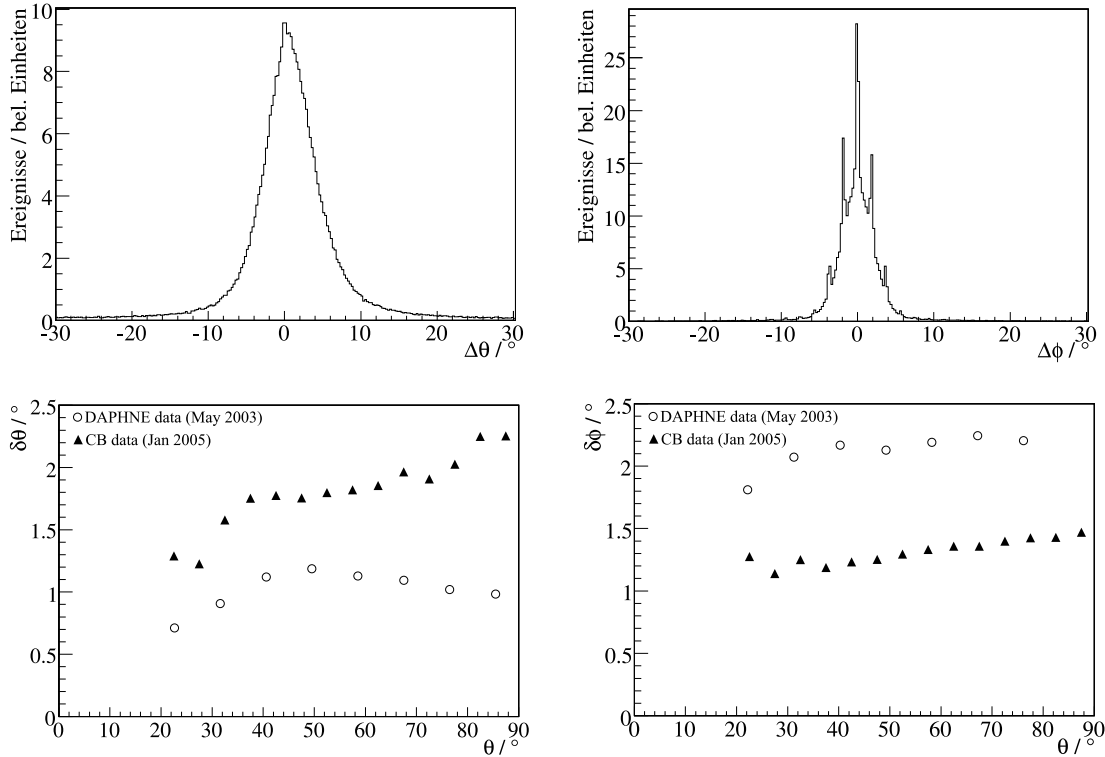 Ereignisse / bel. Einheiten
10
8
6
4
2
0
-30 -20 -10 0 10 20 30
Δθ / °
Ereignisse / bel. Einheiten
25
20
15
10
5
0
-30 -20 -10 0 10 20 30
Δϕ / °
δθ / °
2.5
2
1.5
1
0.5
0
DAPHNE data (May 2003)
CB data (Jan 2005)
0 10 20 30 40 50 60 70 80 90
θ / °
δϕ / °
2.5
2
1.5
1
0.5
0
DAPHNE data (May 2003)
CB data (Jan 2005)
0 10 20 30 40 50 60 70 80 90
θ / °